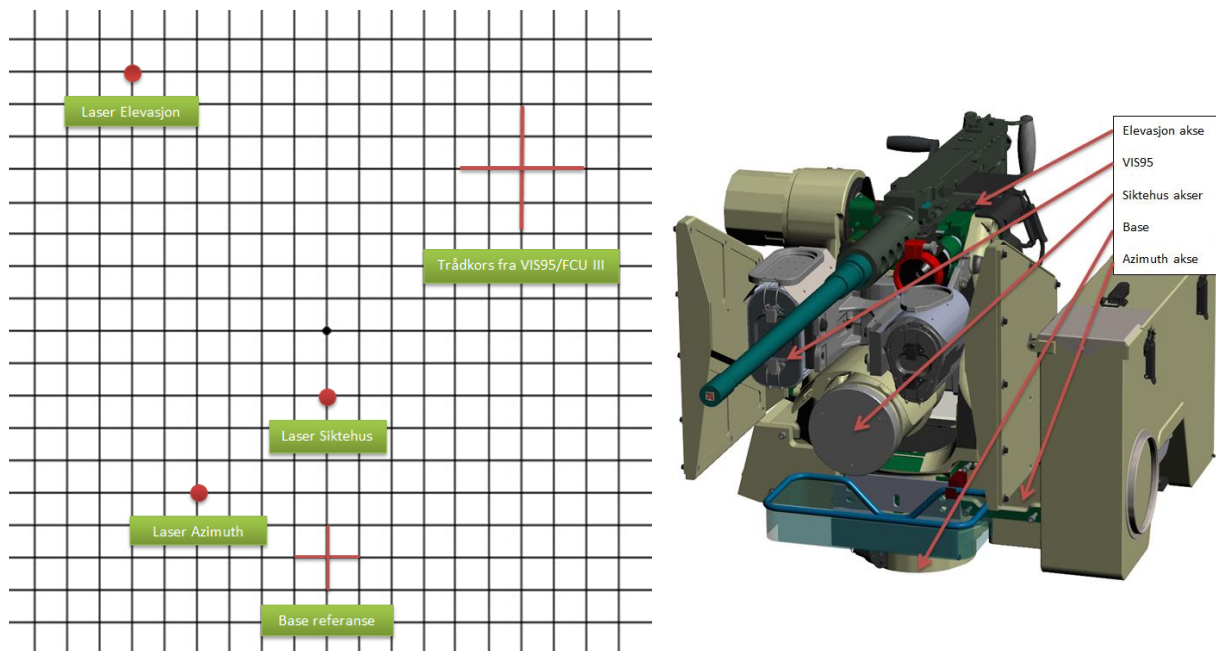 Laser Elevasjon
Trådkors fra VIS95/FCU III
Laser Siktehus
Laser Azimuth
Base referanse
Elevasjon akse
VIS95
Siktehus akser
Base
Azimuth akse